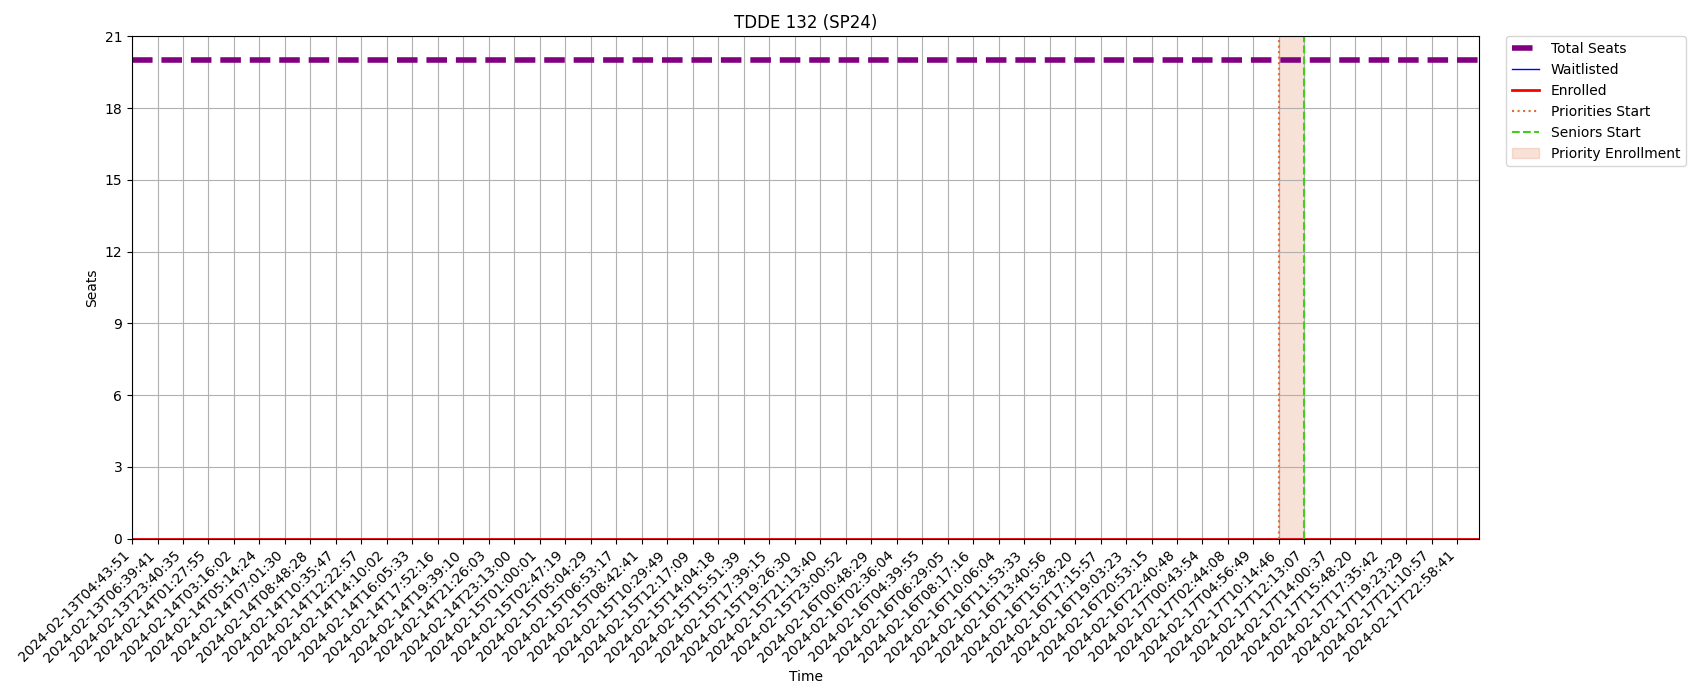 TDDE 132 (SP24)
21
18
15
12
9
6
3
0
Seats
2024-02-13T04:43:51
2024-02-13T06:39:41
2024-02-13T23:40:35
2024-02-14T01:27:55
2024-02-14T03:16:02
2024-02-14T05:14:24
2024-02-14T07:01:30
2024-02-14T08:48:28
2024-02-14T10:35:47
2024-02-14T12:22:57
2024-02-14T14:10:02
2024-02-14T16:05:33
2024-02-14T17:52:16
2024-02-14T19:39:10
2024-02-14T21:26:03
2024-02-14T23:13:00
2024-02-15T01:00:01
2024-02-15T02:47:19
2024-02-15T05:04:29
2024-02-15T06:53:17
2024-02-15T08:42:41
2024-02-15T10:29:49
2024-02-15T12:17:09
2024-02-15T14:04:18
2024-02-15T15:51:39
2024-02-15T17:39:15
2024-02-15T19:26:30
2024-02-15T21:13:40
2024-02-15T23:00:52
2024-02-16T00:48:29
2024-02-16T02:36:04
2024-02-16T04:39:55
2024-02-16T06:29:05
2024-02-16T08:17:16
2024-02-16T10:06:04
2024-02-16T11:53:33
2024-02-16T13:40:56
2024-02-16T15:28:20
2024-02-16T17:15:57
2024-02-16T19:03:23
2024-02-16T20:53:15
2024-02-16T22:40:48
2024-02-17T00:43:54
2024-02-17T02:44:08
2024-02-17T04:56:49
2024-02-17T10:14:46
2024-02-17T12:13:07
2024-02-17T14:00:37
2024-02-17T15:48:20
2024-02-17T17:35:42
2024-02-17T19:23:29
2024-02-17T21:10:57
2024-02-17T22:58:41
Time
Total Seats
Waitlisted
Enrolled
Priorities Start
Seniors Start
Priority Enrollment